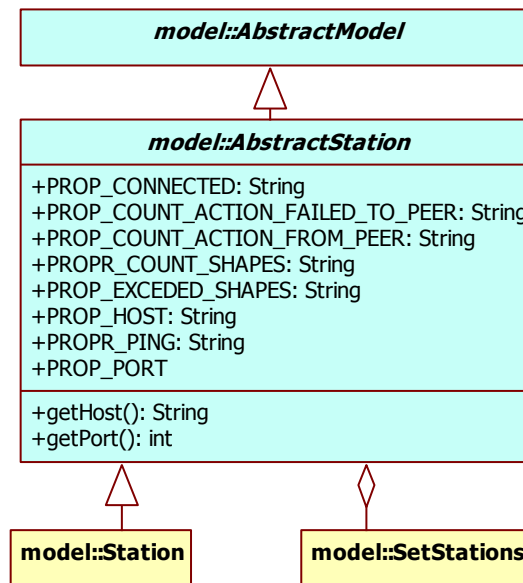 model::AbstractModel
model::AbstractStation
+PROP_CONNECTED: String
+PROP_COUNT_ACTION_FAILED_TO_PEER: String
+PROP_COUNT_ACTION_FROM_PEER: String
+PROPR_COUNT_SHAPES: String
+PROP_EXCEDED_SHAPES: String
+PROP_HOST: String
+PROPR_PING: String
+PROP_PORT
+getHost(): String
+getPort(): int
model::Station
model::SetStations